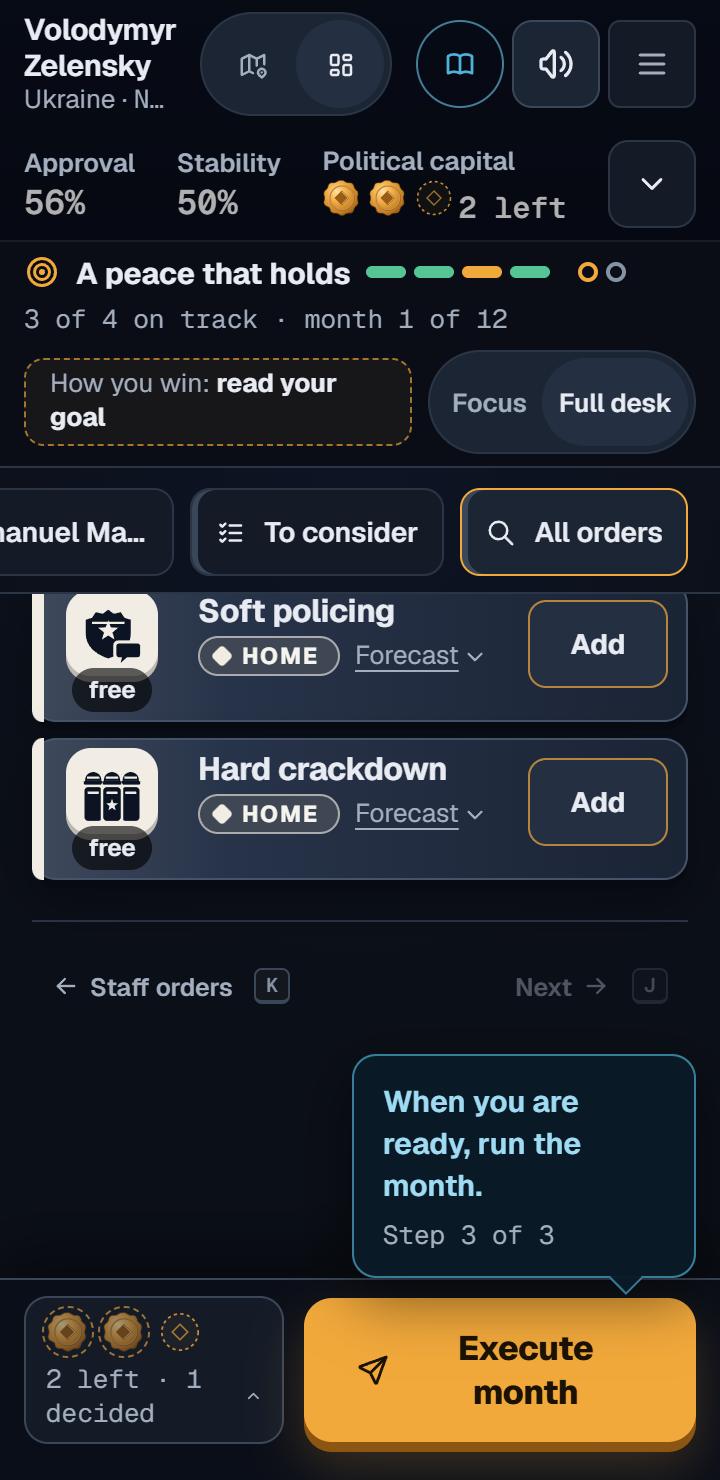 Volodymyr
Zelensky
Ukraine · N…
Approval
56%
Stability
50%
Political capital
2 left
A peace that holds
3 of 4 on track · month 1 of 12
How you win: read your
goal
Focus
Full desk
nanuel Ma...
To consider
All orders
Soft policing
HOME
Forecast
Add
free
Hard crackdown
HOME
Forecast
Add
free
← Staff orders K
Next → J
When you are
ready, run the
month.
Step 3 of 3
2 left · 1
decided
Execute
month